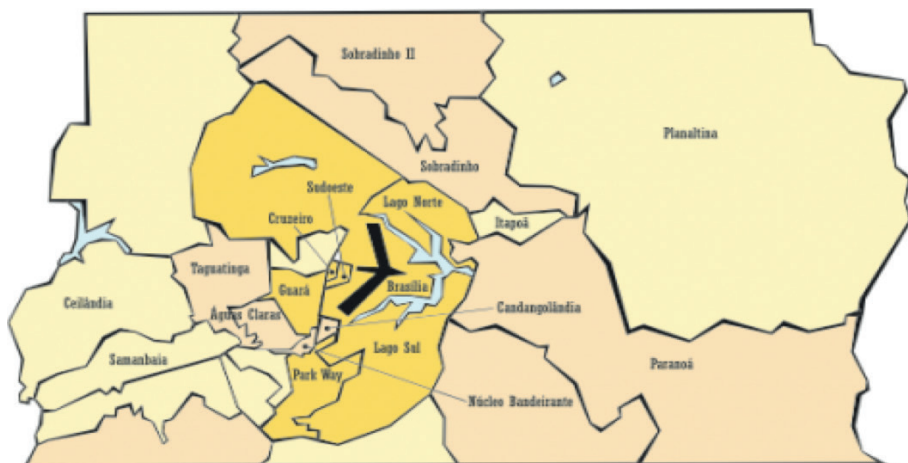 Sobradinho II
Planaltina
Sobradinho
Sudoeste
Lago Norte
Cruzeiro
Itapoã
Taguatinga
Ceilândia
Guará
Brasília
Águas Claras
Candangolândia
Samanbaia
Lago Sul
Paranoá
Park Way
Núcleo Bandeirante